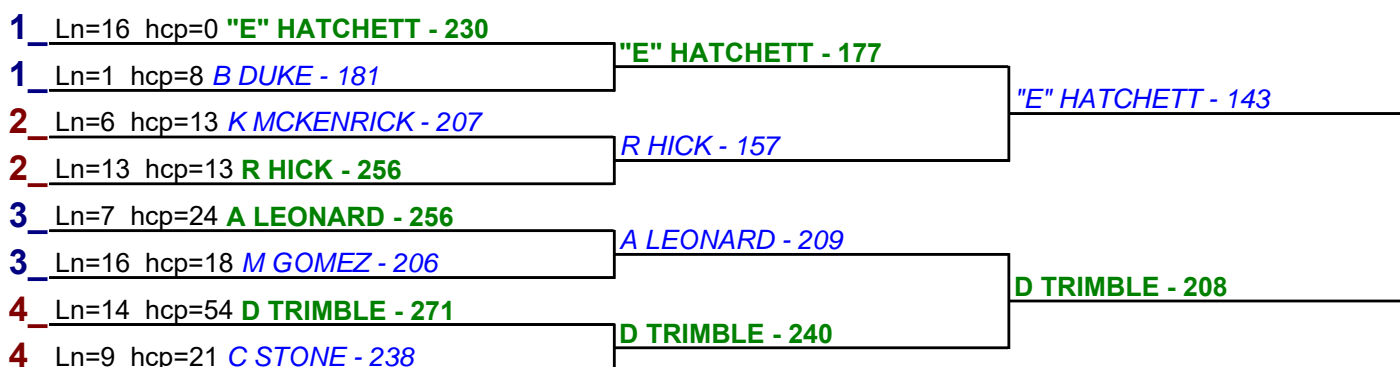 1_ Ln=16 hcp=0 "E" HATCHETT - 230
"E" HATCHETT - 177
1_ Ln=1 hcp=8 B DUKE - 181
"E" HATCHETT - 143
2_ Ln=6 hcp=13 K MCKENRICK - 207
R HICK - 157
2_ Ln=13 hcp=13 R HICK - 256
3_ Ln=7 hcp=24 A LEONARD - 256
A LEONARD - 209
3_ Ln=16 hcp=18 M GOMEZ - 206
D TRIMBLE - 208
4_ Ln=14 hcp=54 D TRIMBLE - 271
D TRIMBLE - 240
4 Ln=9 hcp=21 C STONE - 238